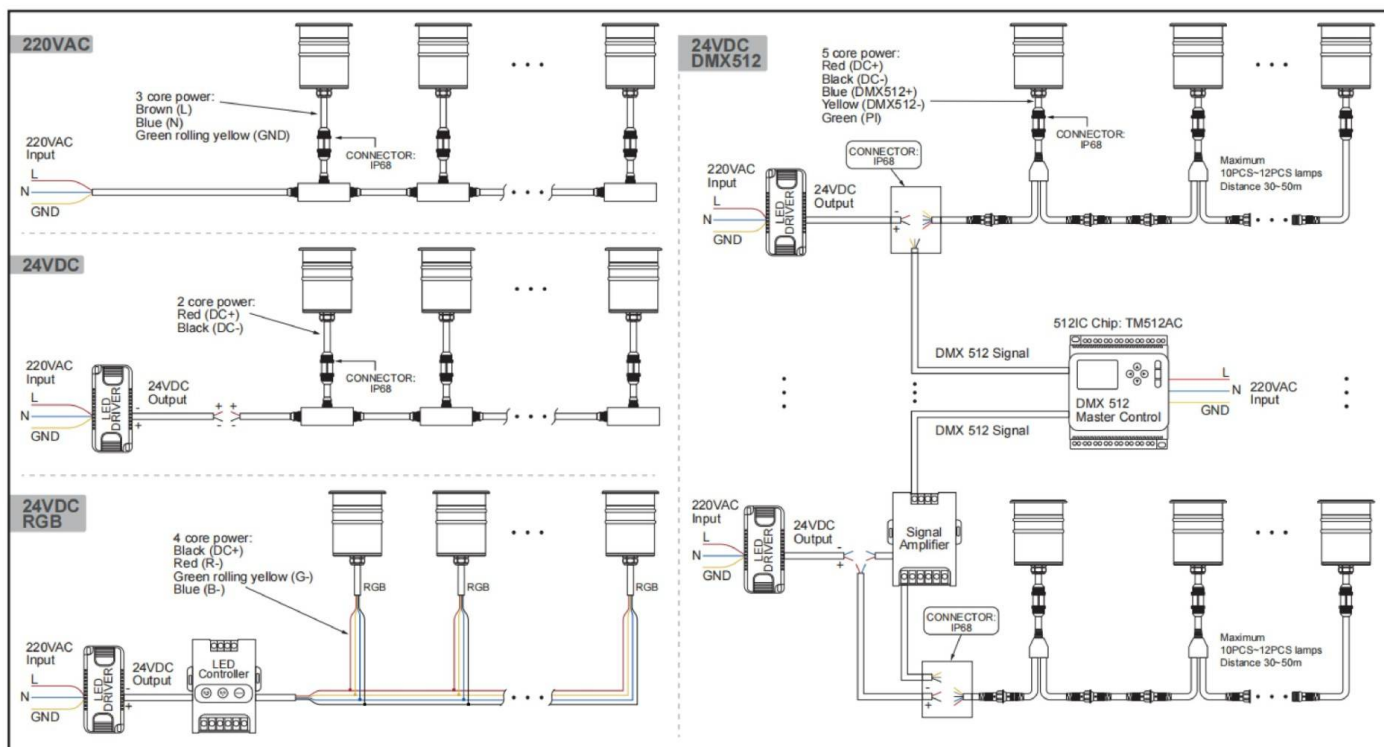 220VAC
3 core power:
Brown (L)
Blue (N)
Green rolling yellow (GND)
220VAC
Input
L
N
GND
CONNECTOR:
IP68
24VDC
2 core power:
Red (DC+)
Black (DC-)
220VAC
Input
L
N
GND
LED
DRIVER
-
+
24VDC
Output
+ +
- -
CONNECTOR:
IP68
24VDC
RGB
4 core power:
Black (DC+)
Red (R-)
Green rolling yellow (G-)
Blue (B-)
RGB
RGB
RGB
220VAC
Input
L
N
GND
LED
DRIVER
-
+
24VDC
Output
LED
Controller
24VDC
DMX512
5 core power:
Red (DC+)
Black (DC-)
Blue (DMX512+)
Yellow (DMX512-)
Green (PI)
CONNECTOR:
IP68
CONNECTOR:
IP68
Maximum
10PCS~12PCS lamps
Distance 30~50m
220VAC
Input
L
N
GND
LED
DRIVER
24VDC
Output
-
+
512IC Chip: TM512AC
DMX 512 Signal
DMX 512
Master Control
L
N
GND
220VAC
Input
DMX 512 Signal
220VAC
Input
L
N
GND
LED
DRIVER
24VDC
Output
-
+
Signal
Amplifier
CONNECTOR:
IP68
-
+
Maximum
10PCS~12PCS lamps
Distance 30~50m